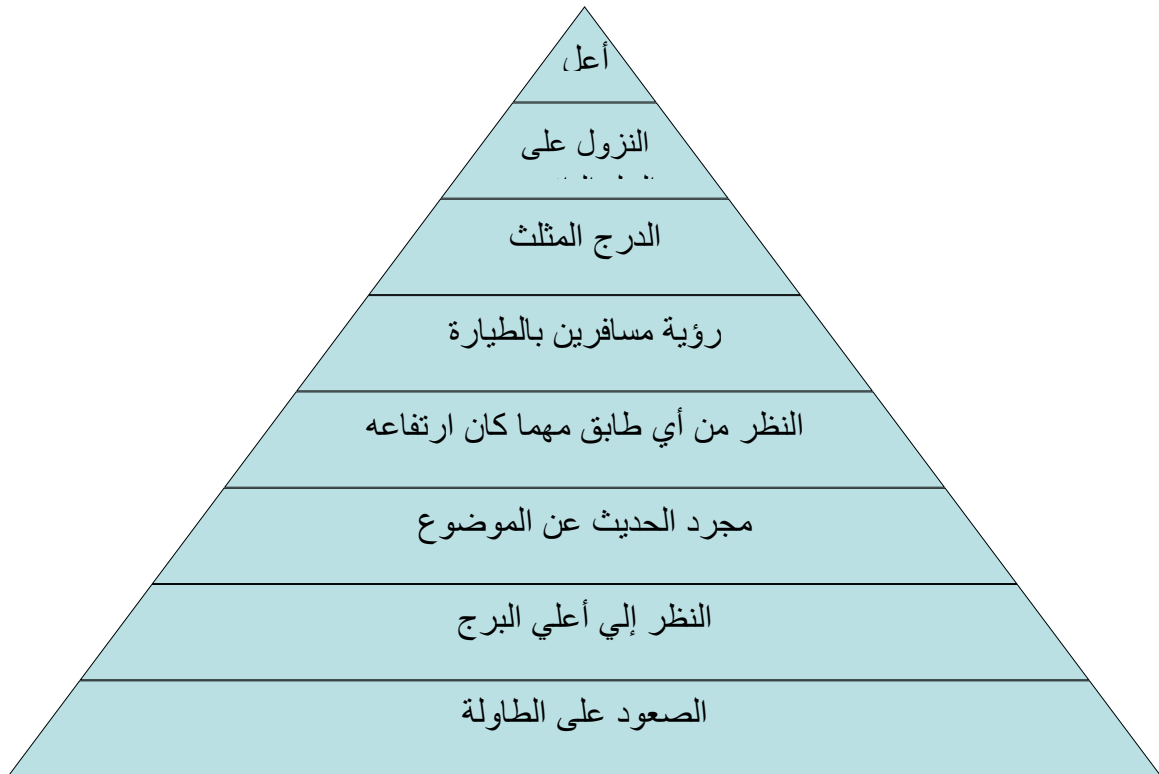 أعل
النزول على
الدرج المثلث
رؤية مسافرين بالطيارة
النظر من أي طابق مهما كان ارتفاعه
مجرد الحديث عن الموضوع
النظر إلي أعلي البرج
الصعود على الطاولة